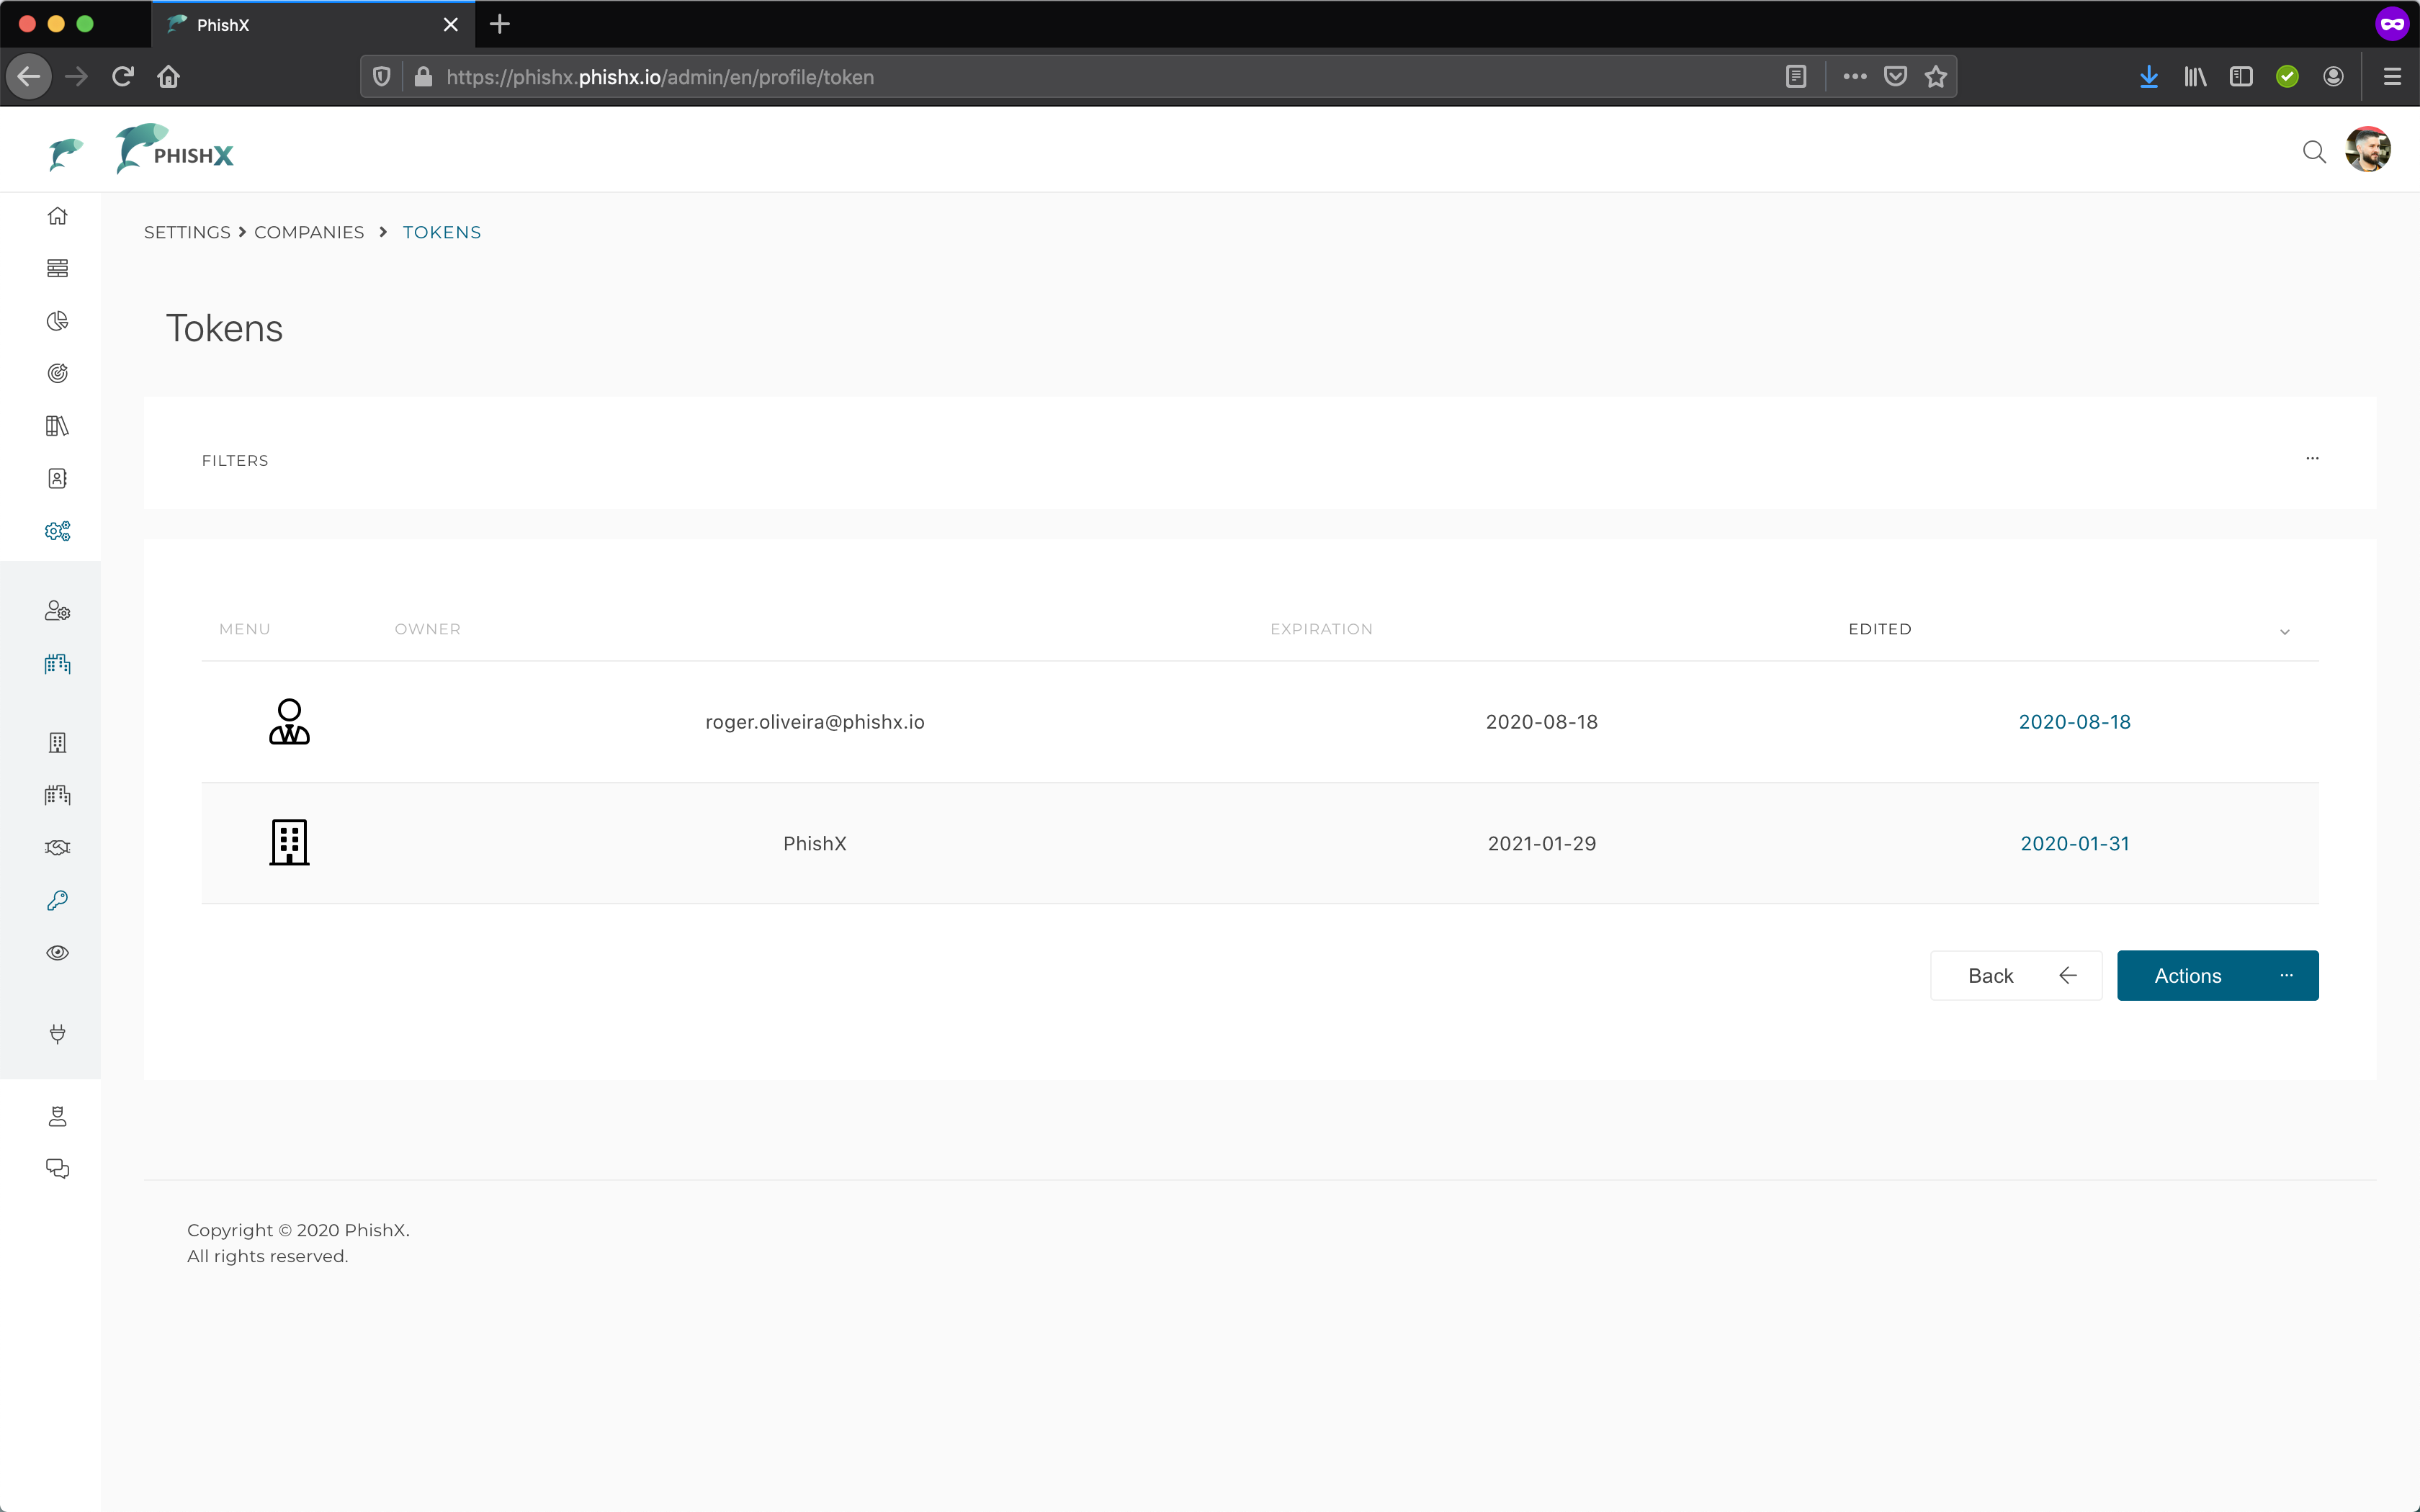 PhishX
https://phishx.phishx.io/admin/en/profile/token
PHISHX
SETTINGS COMPANIES TOKENS
Tokens
FILTERS
MENU OWNER EXPIRATION EDITED
roger.oliveira@phishx.io 2020-08-18 2020-08-18
PhishX 2021-01-29 2020-01-31
Back Actions
Copyright © 2020 PhishX.
All rights reserved.